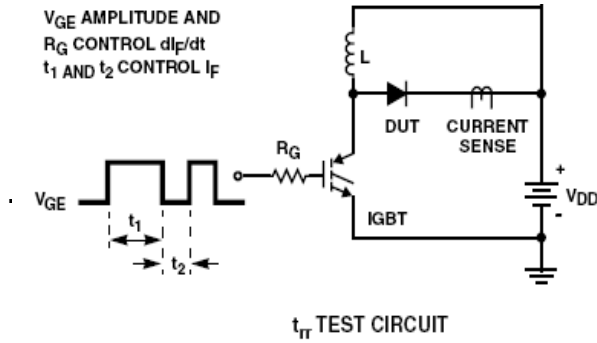 VGE AMPLITUDE AND
RG CONTROL dIF/dt
t1 AND t2 CONTROL IF
L
DUT
CURRENT
SENSE
RG
VGE
t1
t2
IGBT
+
VDD
-
trr TEST CIRCUIT